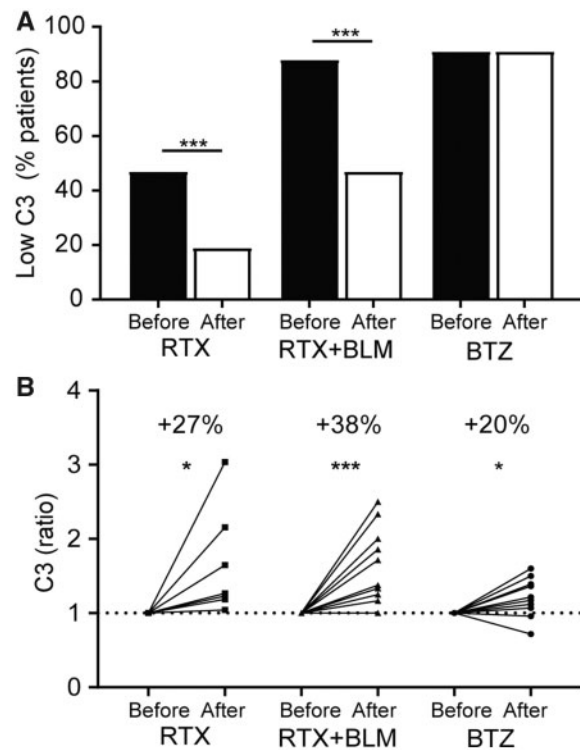 A
Low C3 (% patients)
100
80
60
40
20
0
***
***
Before After Before After Before After
RTX RTX+BLM BTZ
B
C3 (ratio)
4
3
2
1
0
+27% +38% +20%
* *** *
Before After Before After Before After
RTX RTX+BLM BTZ